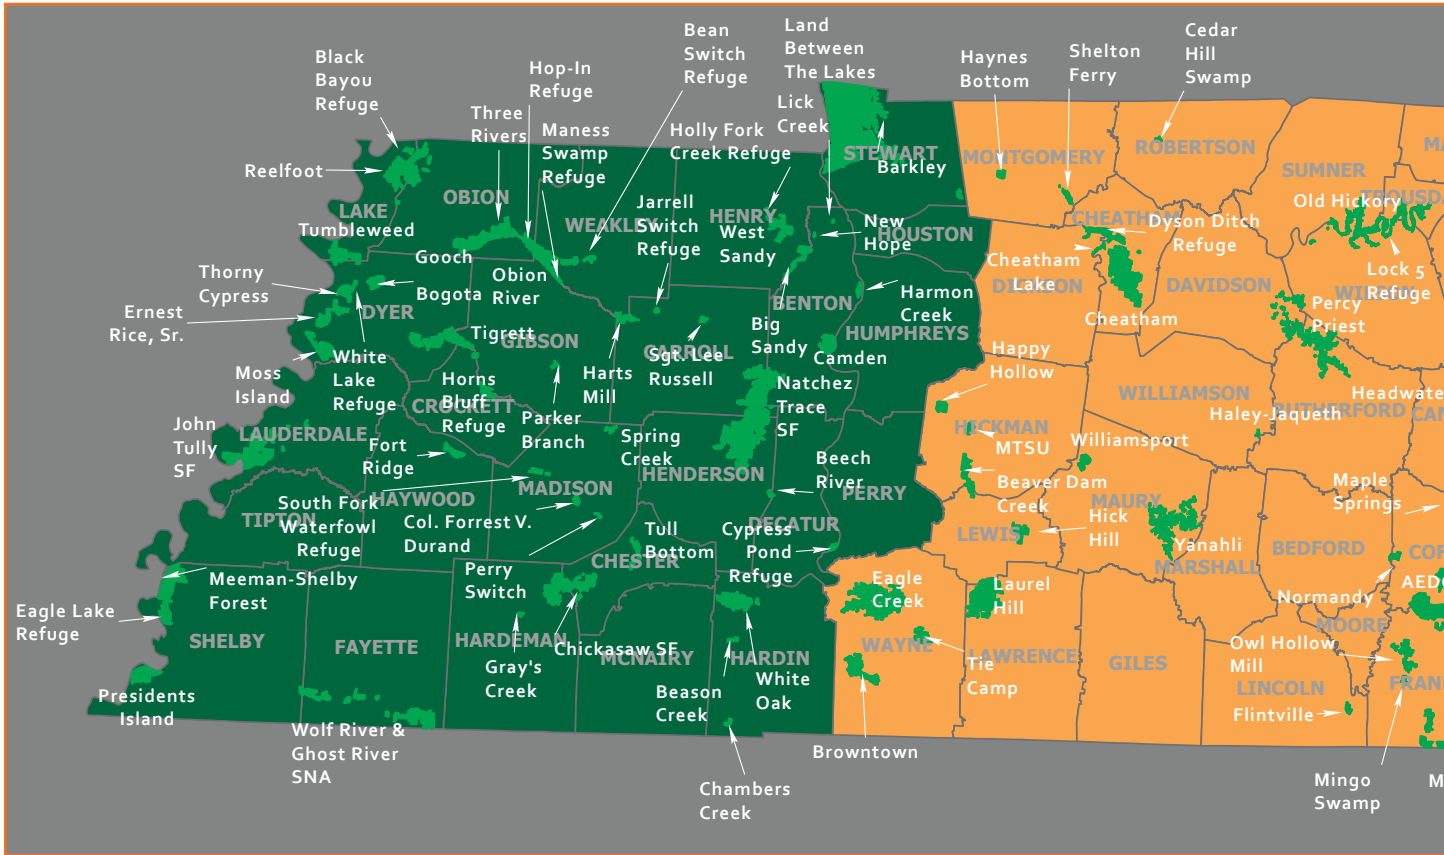 Black
Bayou
Refuge
Hop-In
Refuge
Bean
Switch
Refuge
Land
Between
The Lakes
Haynes
Bottom
Shelton
Ferry
Cedar
Hill
Swamp
Three
Rivers
Maness
Swamp
Refuge
Holly Fork
Creek Refuge
Lick
Creek
STEWART
Barkley
MONTGOMERY
ROBERTSON
SUMNER
Reelfoot
OBION
LAKE
Tumbleweed
WEAKLEY
Jarrell
Switch
Refuge
HENRY
West
Sandy
New
Hope
HOUSTON
CHEATHAM
Dyson Ditch
Refuge
Old Hickory
Gooch
Obion
River
Thorny
Cypress
Bogota
DYER
Ernest
Rice, Sr.
BENTON
Harmon
Creek
HUMPHREYS
Cheatham
Lake
DAVIDSON
Cheatham
Lock 5
Refuge
Percy
Priest
Tigrett
GIBSON
CARROLL
Sgt. Lee
Russell
Big
Sandy
Camden
Happy
Hollow
White
Lake
Refuge
Moss
Island
Horns
Bluff
Refuge
CROCKETT
Harts
Mill
Parker
Branch
Natchez
Trace
SF
WILLIAMSON
Headwate
RUTHERFORD
Haley-Jaqueth
John
Tully
SF
LAUDERDALE
Fort
Ridge
Spring
Creek
HENDERSON
Beech
River
PERRY
HICKMAN
MTSU
Williamsport
Beaver Dam
Creek
MAURY
Hick
Hill
Maple
Springs
TIPTON
HAYWOOD
South Fork
Waterfowl
Refuge
MADISON
Col. Forrest V.
Durand
DECATUR
Cypress
Pond
Refuge
Tull
Bottom
CHESTER
LEWIS
Yanahli
MARSHALL
BEDFORD
Normandy
Meeman-Shelby
Forest
Perry
Switch
Eagle
Creek
Laurel
Hill
MOORE
Eagle Lake
Refuge
SHELBY
FAYETTE
HARDEMAN
Gray's
Creek
Chickasaw SF
MCNAIRY
HARDIN
White
Oak
Beason
Creek
WAYNE
Tie
Camp
LAWRENCE
GILES
Owl Hollow
Mill
LINCOLN
Flintville
FRAN
Presidents
Island
Wolf River &
Ghost River
SNA
Browntown
Chambers
Creek
Mingo
Swamp
M